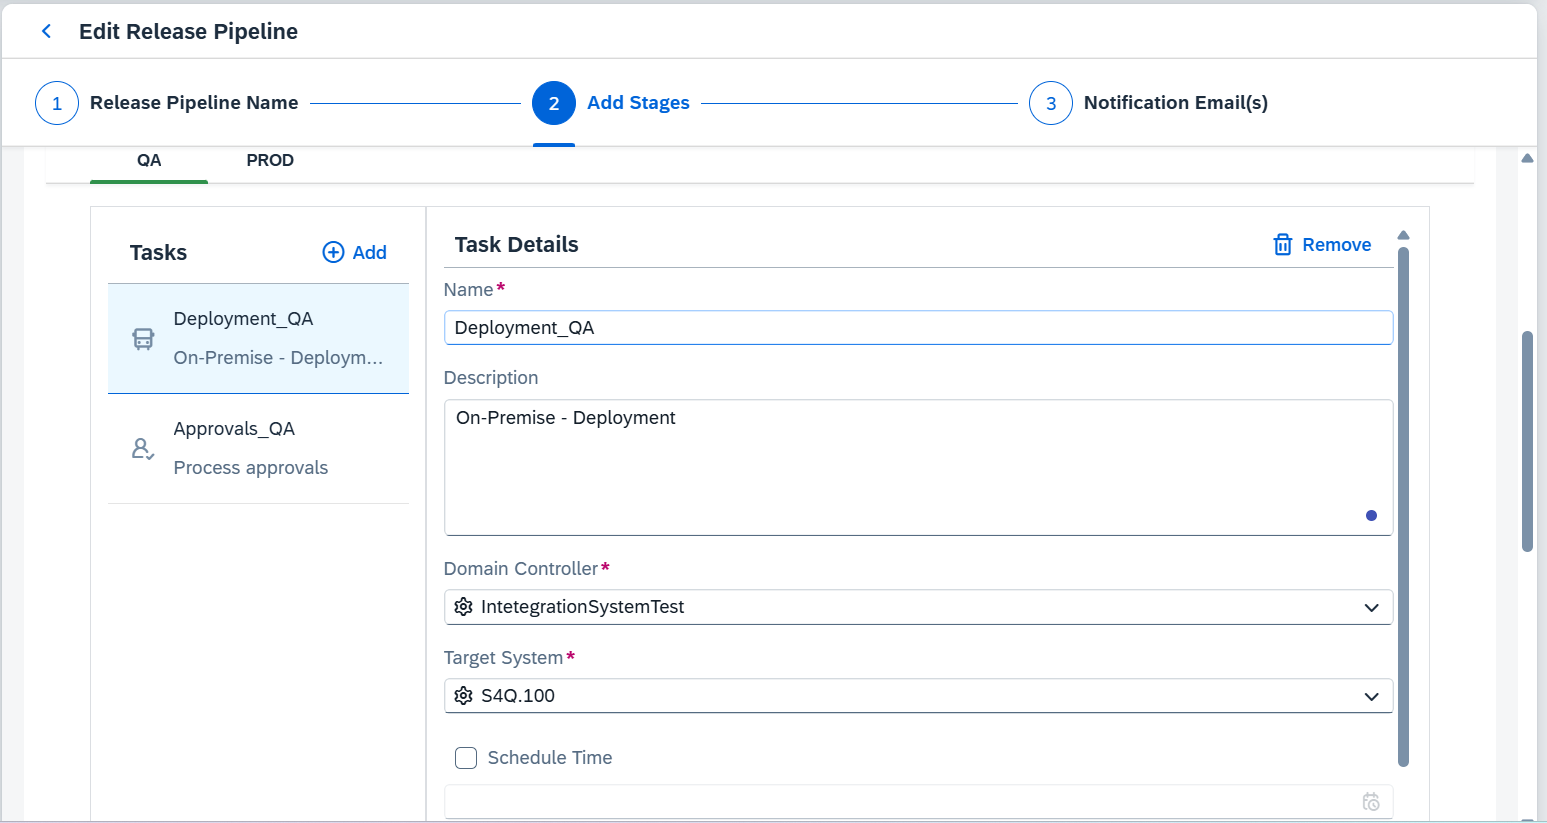 Edit Release Pipeline
1 Release Pipeline Name
2 Add Stages
3 Notification Email(s)
QA PROD
Tasks
Add
Deployment_QA
On-Premise - Deploym...
Approvals_QA
Process approvals
Task Details
Remove
Name*
Deployment_QA
Description
On-Premise - Deployment
Domain Controller*
IntetegrationSystemTest
Target System*
S4Q.100
Schedule Time